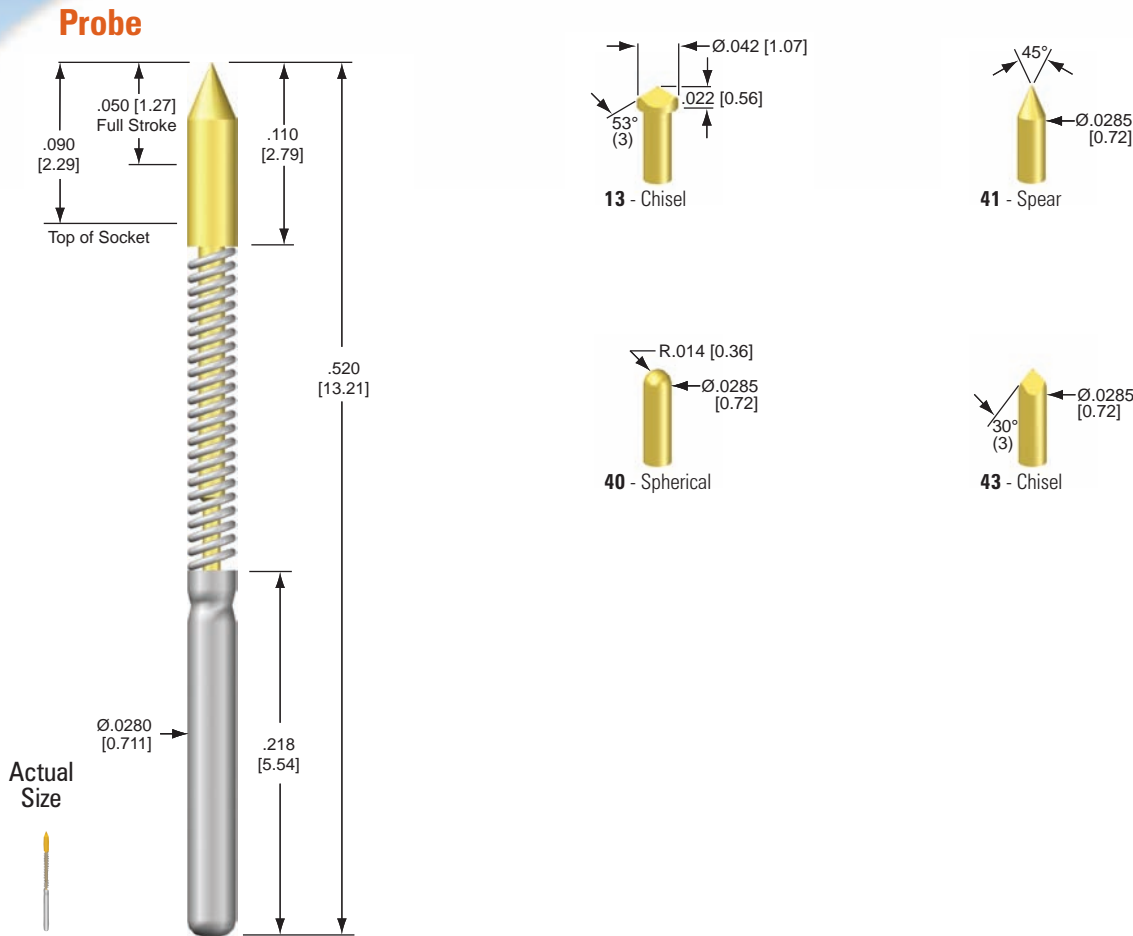 Probe
.050 [1.27]
Full Stroke
.090
[2.29]
.110
[2.79]
Top of Socket
.520
[13.21]
Ø.0280
[0.711]
.218
[5.54]
Actual
Size
Ø.042 [1.07]
.022 [0.56]
53°
(3)
13 - Chisel
45°
Ø.0285
[0.72]
41 - Spear
R.014 [0.36]
Ø.0285
[0.72]
40 - Spherical
Ø.0285
[0.72]
30°
(3)
43 - Chisel